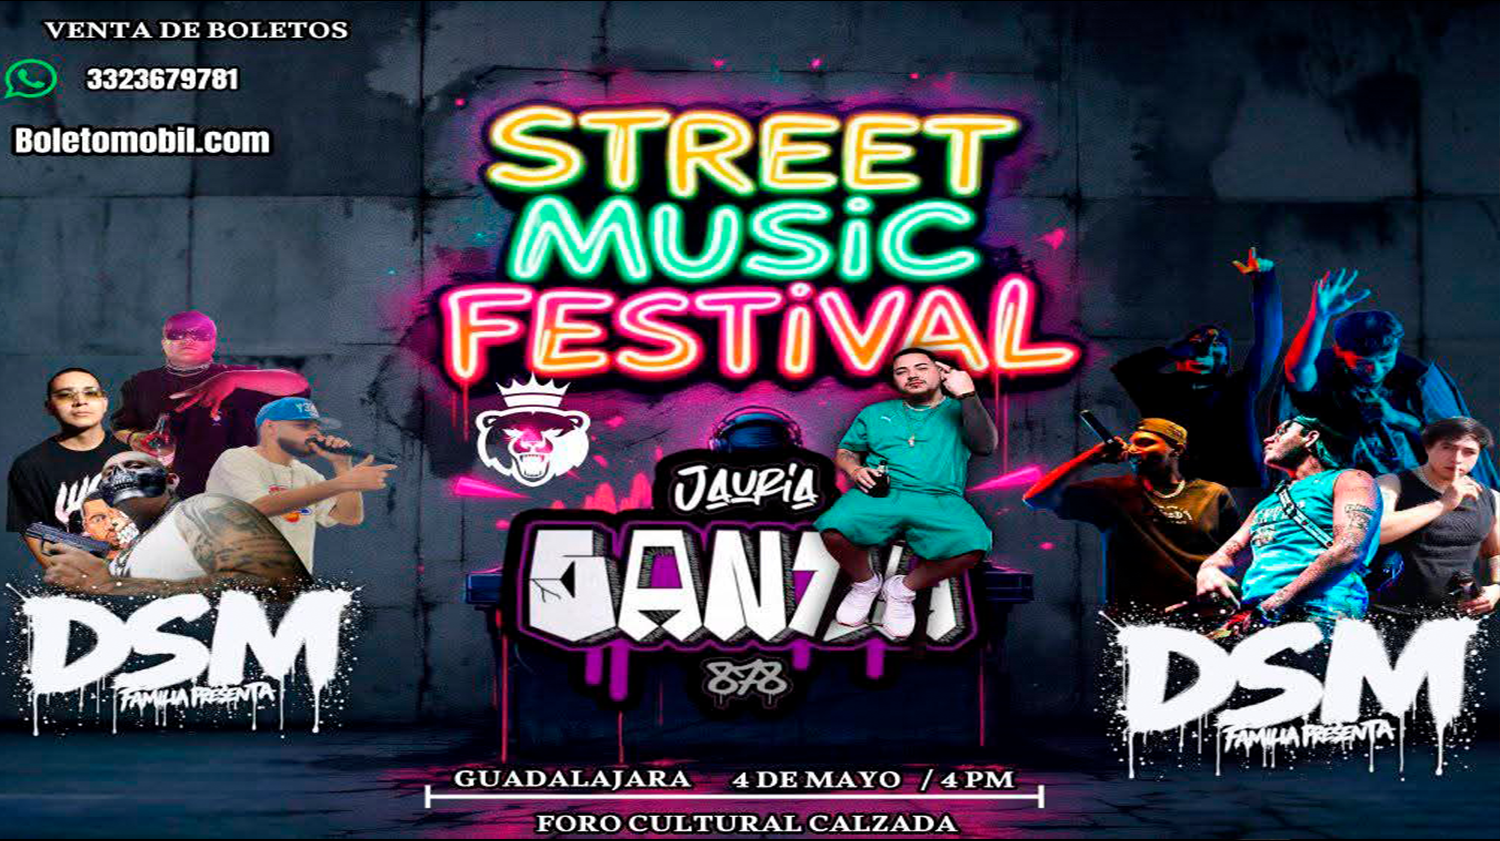 VENTA DE BOLETOS
3323679781
Boletomobil.com
STREET
MUSiC
FESTiVAL
JAURÍA
878
DSM
FAMILIA PRESENTA
DSM
FAMILIA PRESENTA
GUADALAJARA 4 DE MAYO / 4 PM
FORO CULTURAL CALZADA